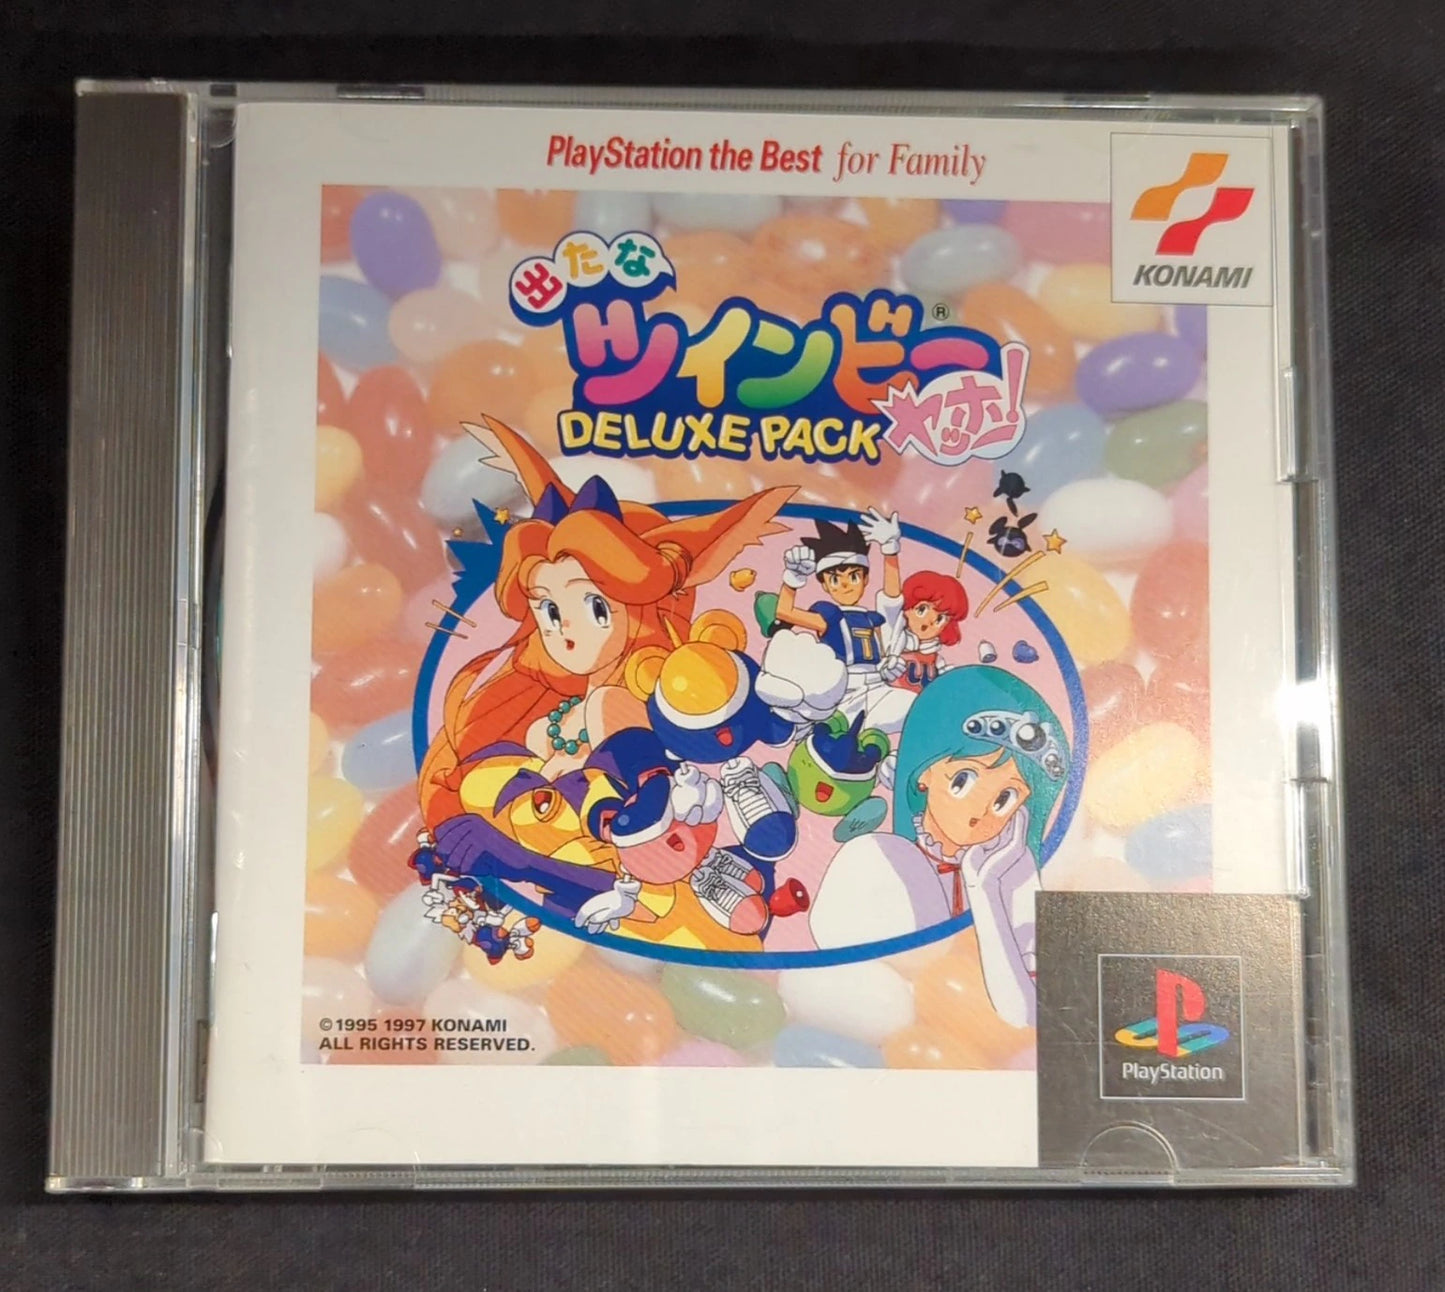 PlayStation the Best for Family
KONAMI
出たな
ツインビー®
ヤッホー!
DELUXE PACK
T
W
© 1995 1997 KONAMI
ALL RIGHTS RESERVED.
PlayStation